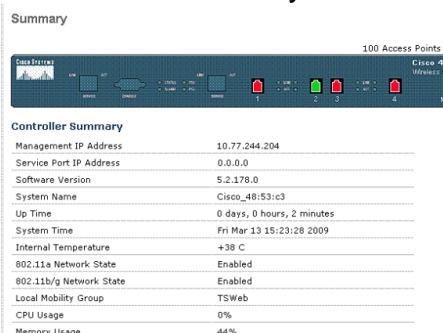 Summary
100 Access Points
CISCO SYSTEMS
Cisco 4
Wireless
SERVICE
CONSOLE
1 2 3 4
Controller Summary
Management IP Address 10.77.244.204
Service Port IP Address 0.0.0.0
Software Version 5.2.178.0
System Name Cisco_48:53:c3
Up Time 0 days, 0 hours, 2 minutes
System Time Fri Mar 13 15:23:28 2009
Internal Temperature +38 C
802.11a Network State Enabled
802.11b/g Network State Enabled
Local Mobility Group TSWeb
CPU Usage 0%
Memory Usage 44%